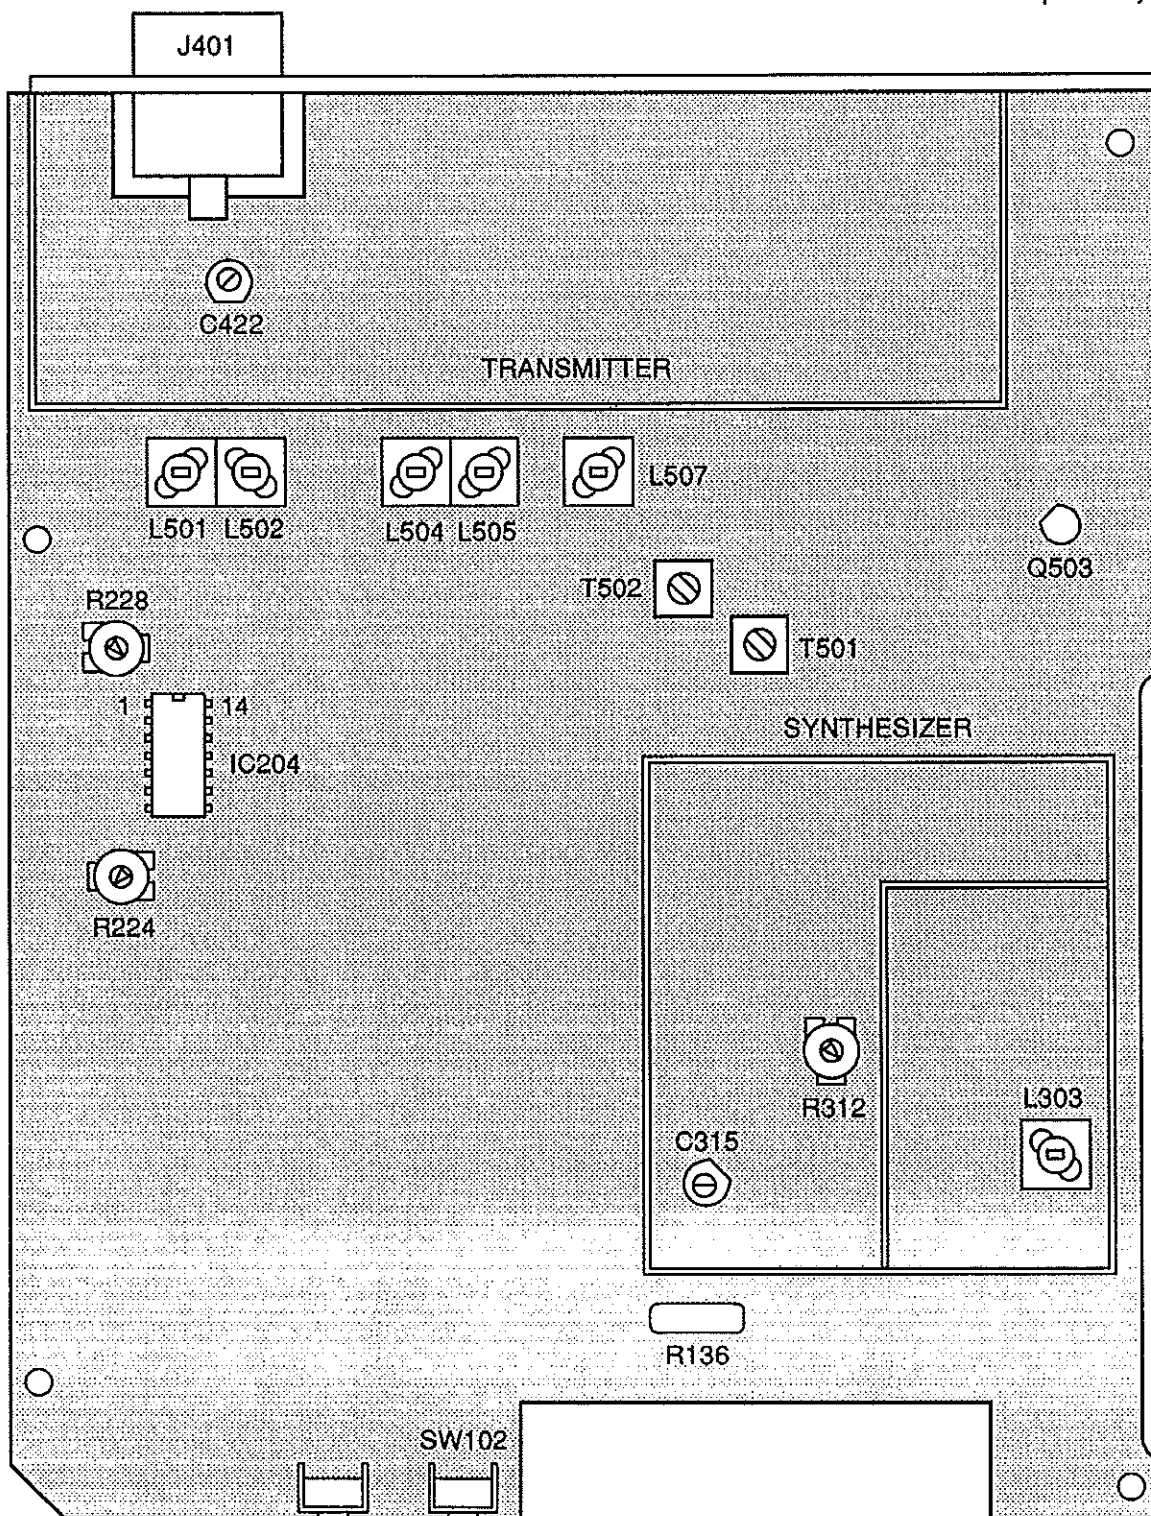 J401
C422
TRANSMITTER
L501 L502
L504 L505
L507
Q503
T502
R228
T501
1 14
SYNTHESIZER
IC204
R224
R312
L303
C315
R136
SW102